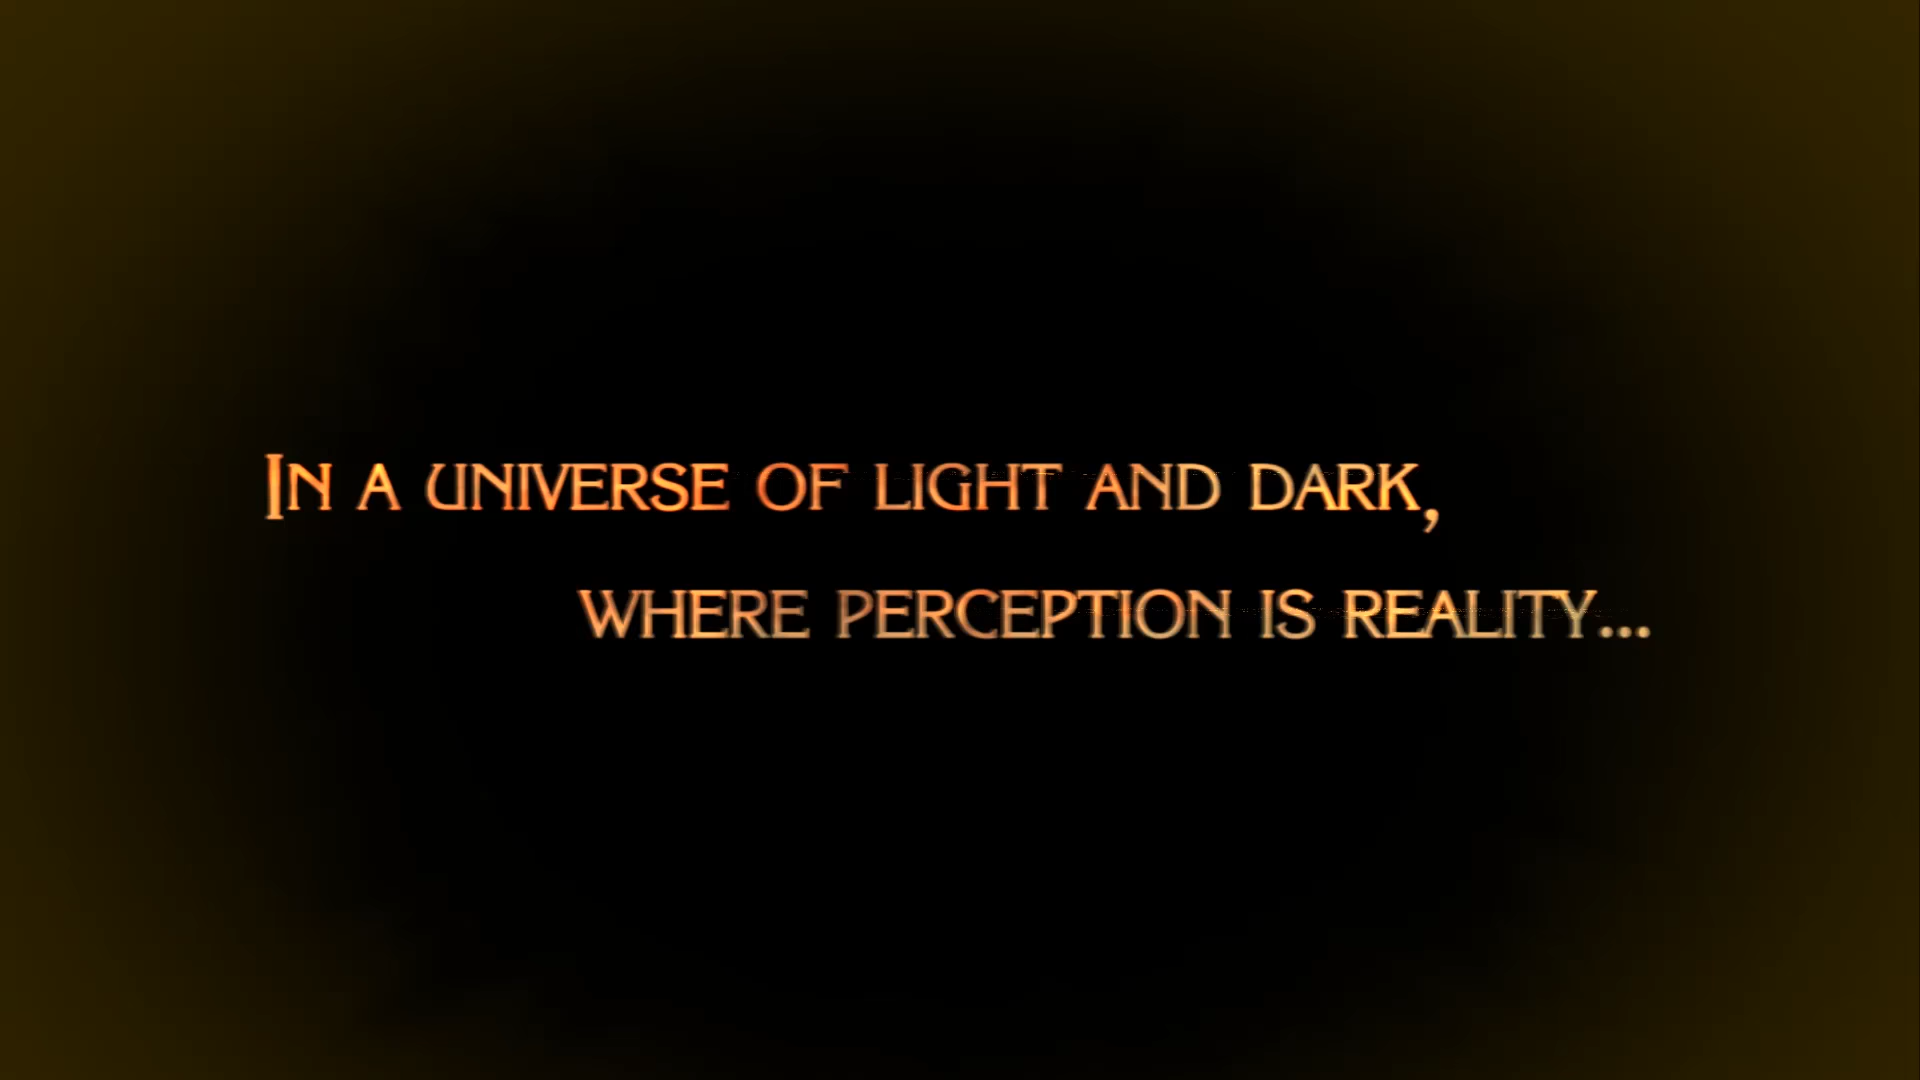 In a universe of light and dark,
where perception is reality...